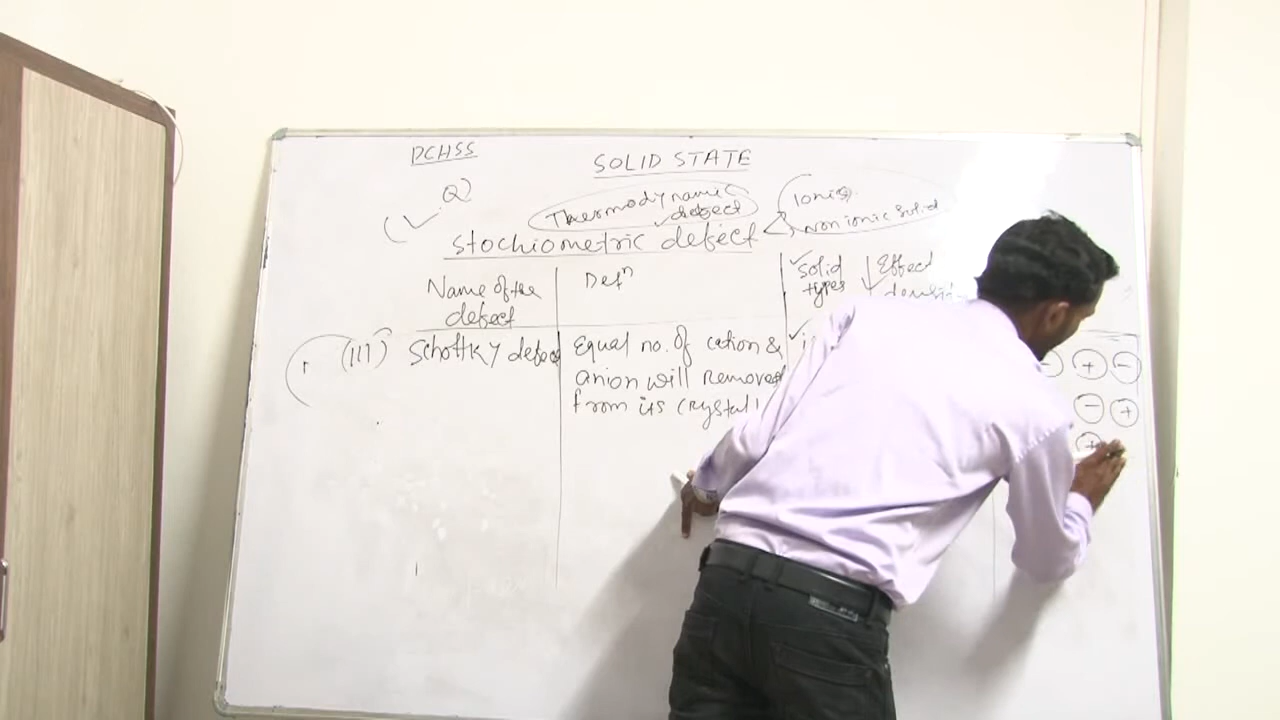 DCHSS
SOLID STATE
Q)
Thermodynamic
defect
Ionic
Non ionic solid
Stochiometric defect
Name of the
defect
Defⁿ
Solid
types
Effect
(III) Schottky defect
Equal no. of cation &
anion will removed
from its crystal
+ -
- +
+